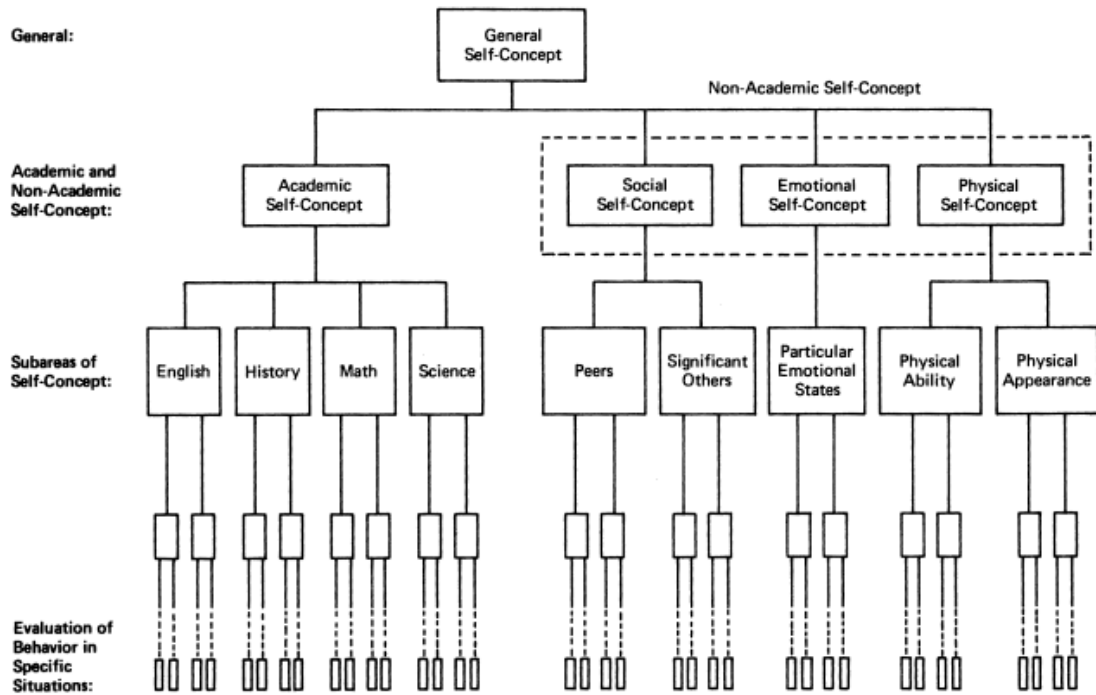 General:
General
Self-Concept
Non-Academic Self-Concept
Academic and
Non-Academic
Self-Concept:
Academic
Self-Concept
Social
Self-Concept
Emotional
Self-Concept
Physical
Self-Concept
Subareas of
Self-Concept:
English
History
Math
Science
Peers
Significant
Others
Particular
Emotional
States
Physical
Ability
Physical
Appearance
Evaluation of
Behavior in
Specific
Situations: